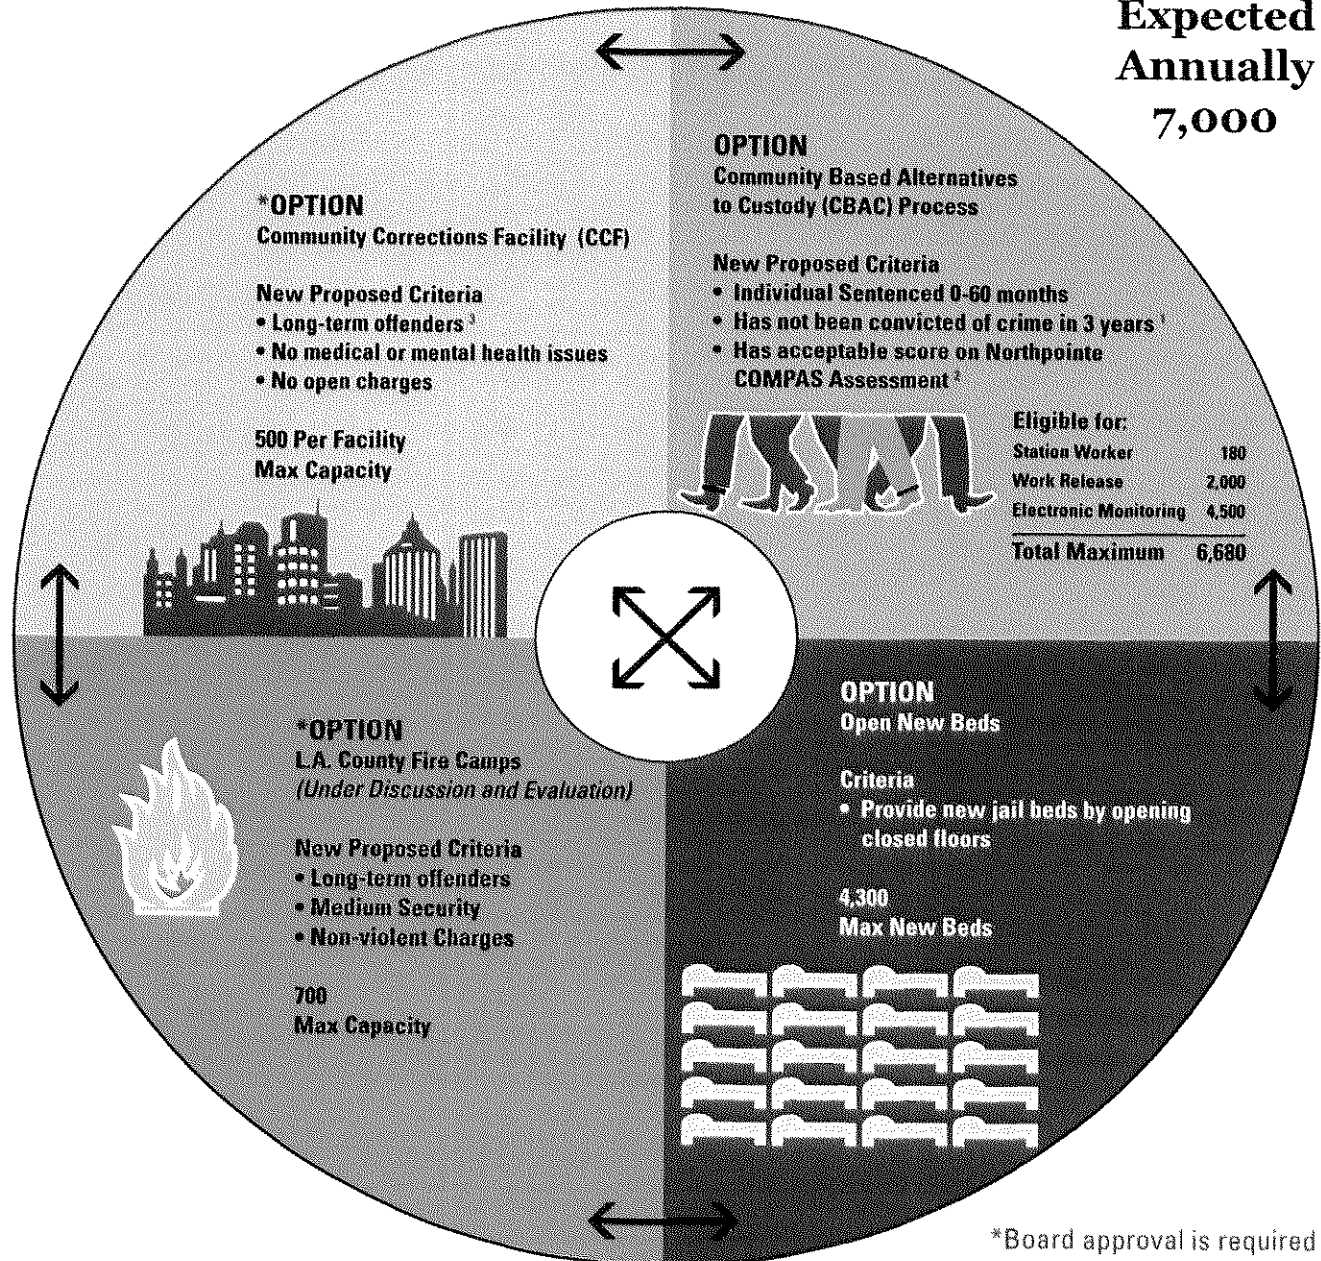 Expected
Annually
7,000
*OPTION
Community Corrections Facility (CCF)
New Proposed Criteria
• Long-term offenders ³
• No medical or mental health issues
• No open charges
500 Per Facility
Max Capacity
OPTION
Community Based Alternatives
to Custody (CBAC) Process
New Proposed Criteria
• Individual Sentenced 0-60 months
• Has not been convicted of crime in 3 years ¹
• Has acceptable score on Northpointe
COMPAS Assessment ²
Eligible for:
Station Worker 180
Work Release 2,000
Electronic Monitoring 4,500
Total Maximum 6,680
*OPTION
L.A. County Fire Camps
(Under Discussion and Evaluation)
New Proposed Criteria
• Long-term offenders
• Medium Security
• Non-violent Charges
700
Max Capacity
OPTION
Open New Beds
Criteria
• Provide new jail beds by opening
closed floors
4,300
Max New Beds
*Board approval is required